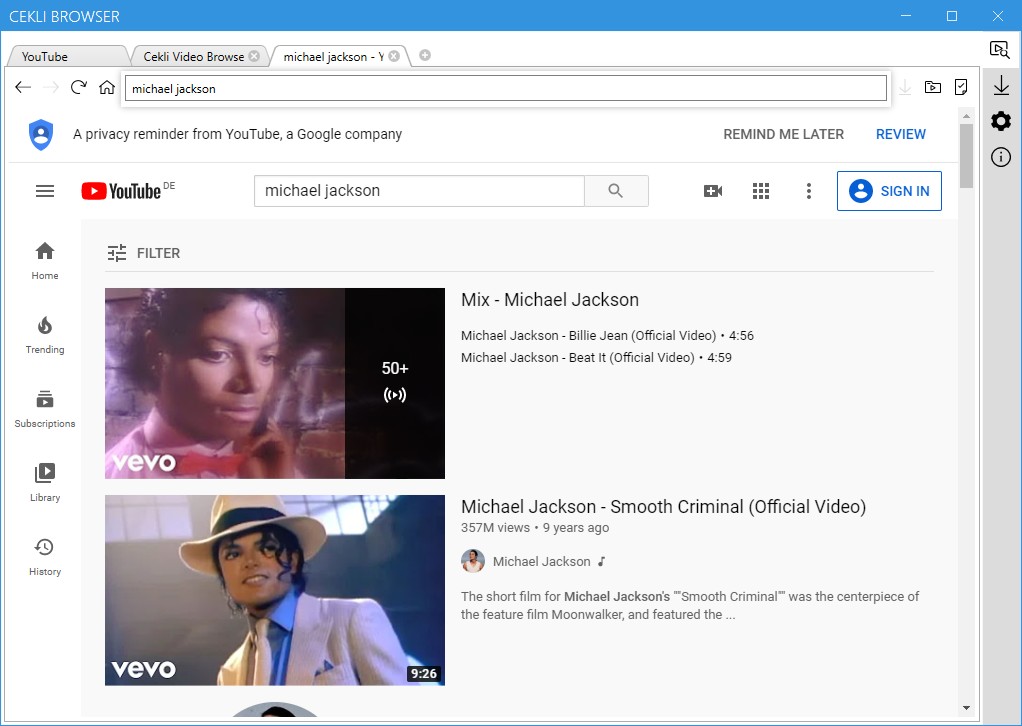 CEKLI BROWSER
YouTube
Cekli Video Browse
michael jackson - Y
michael jackson
A privacy reminder from YouTube, a Google company
REMIND ME LATER
REVIEW
YouTube DE
michael jackson
SIGN IN
FILTER
Home
Trending
Subscriptions
Library
History
50+
vevo
Mix - Michael Jackson
Michael Jackson - Billie Jean (Official Video) • 4:56
Michael Jackson - Beat It (Official Video) • 4:59
vevo
9:26
Michael Jackson - Smooth Criminal (Official Video)
357M views • 9 years ago
Michael Jackson
The short film for Michael Jackson's ""Smooth Criminal"" was the centerpiece of
the feature film Moonwalker, and featured the ...